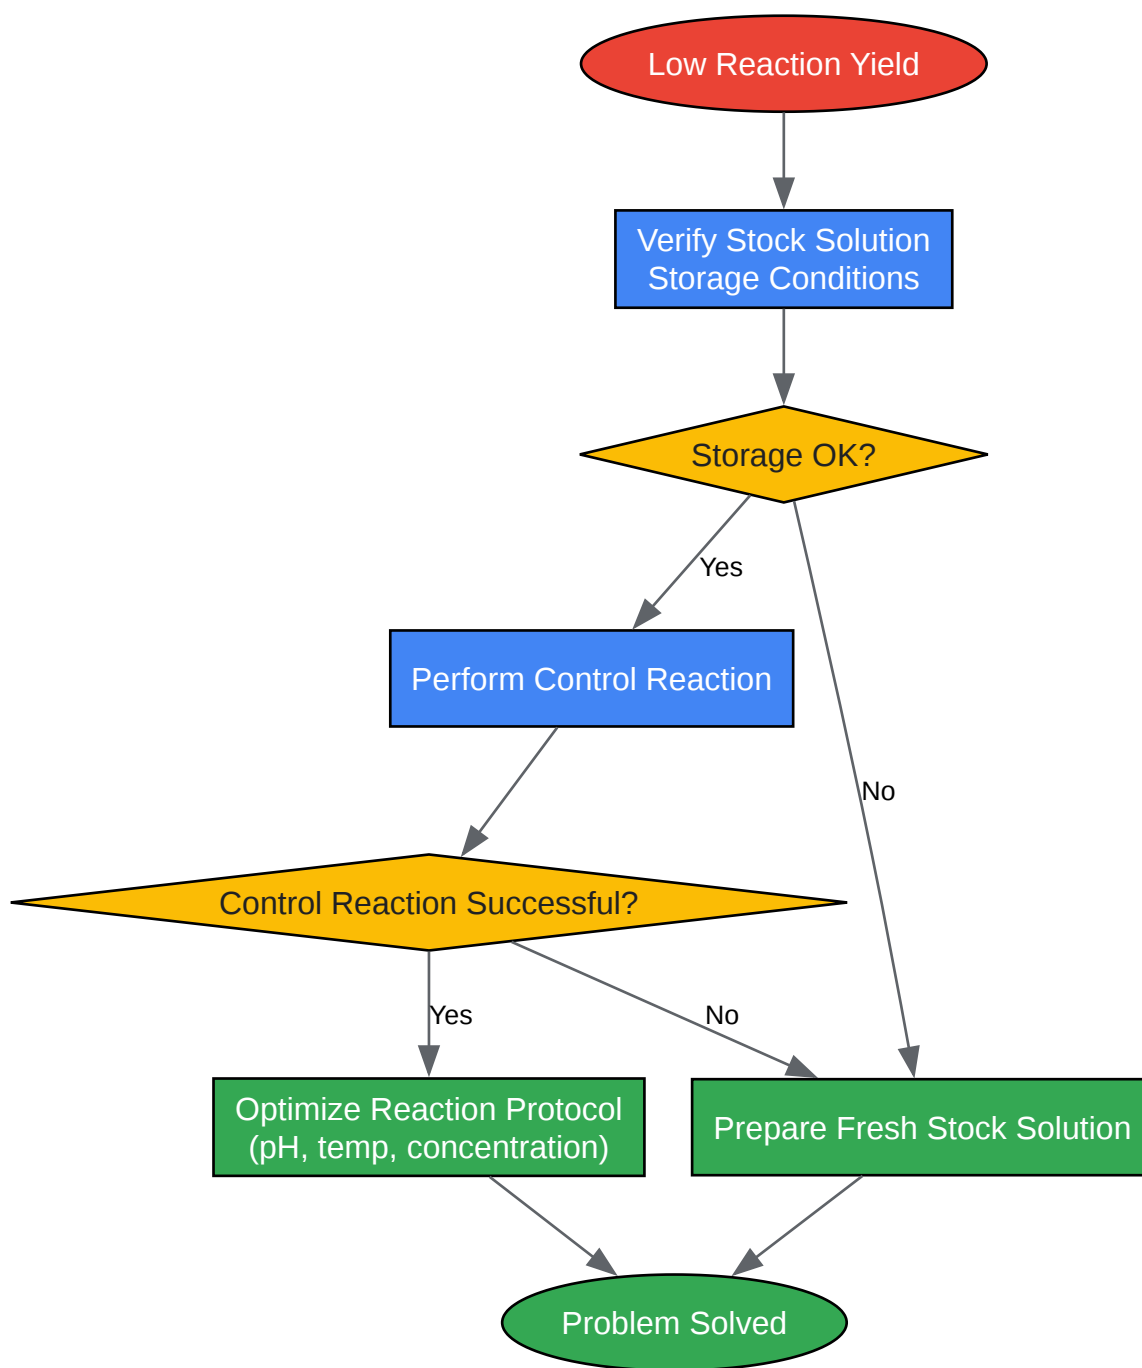 Low Reaction Yield
Verify Stock Solution
Storage Conditions
Storage OK?
Yes
Perform Control Reaction
No
Control Reaction Successful?
Yes
No
Optimize Reaction Protocol
(pH, temp, concentration)
Prepare Fresh Stock Solution
Problem Solved